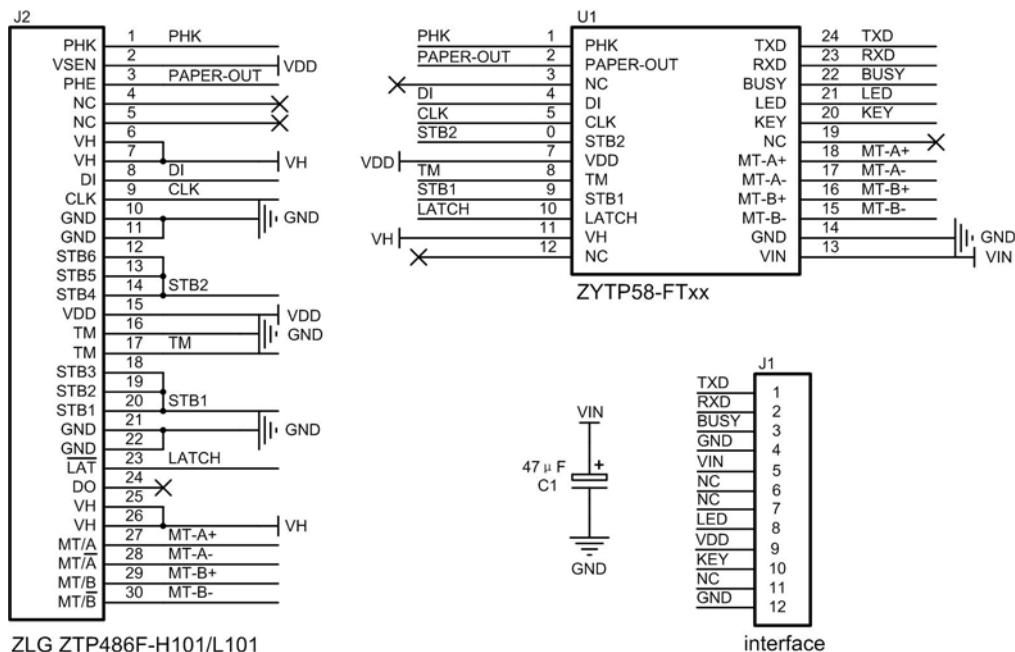 J2
PHK 1 PHK
VSEN 2 VDD
PHE 3 PAPER-OUT
NC 4
NC 5
VH 6
VH 7 VH
DI 8 DI
CLK 9 CLK
GND 10 GND
GND 11
STB6 12
STB5 13
STB4 14 STB2
VDD 15 VDD
TM 16 GND
TM 17 TM
STB3 18
STB2 19
STB1 20 STB1
GND 21 GND
GND 22
LAT 23 LATCH
DO 24
VH 25
VH 26 VH
MT/A 27 MT-A+
MT/A 28 MT-A-
MT/B 29 MT-B+
MT/B 30 MT-B-
ZLG ZTP486F-H101/L101
U1
PHK 1 PHK TXD 24 TXD
PAPER-OUT 2 PAPER-OUT RXD 23 RXD
3 NC BUSY 22 BUSY
DI 4 DI LED 21 LED
CLK 5 CLK KEY 20 KEY
STB2 0 STB2 NC 19
VDD 7 VDD MT-A+ 18 MT-A+
TM 8 TM MT-A- 17 MT-A-
STB1 9 STB1 MT-B+ 16 MT-B+
LATCH 10 LATCH MT-B- 15 MT-B-
VH 11 VH GND 14 GND
12 NC VIN 13 VIN
ZYTP58-FTxx
VIN
47 μ F +
C1
GND
J1
TXD 1
RXD 2
BUSY 3
GND 4
VIN 5
NC 6
NC 7
LED 8
VDD 9
KEY 10
NC 11
GND 12
interface